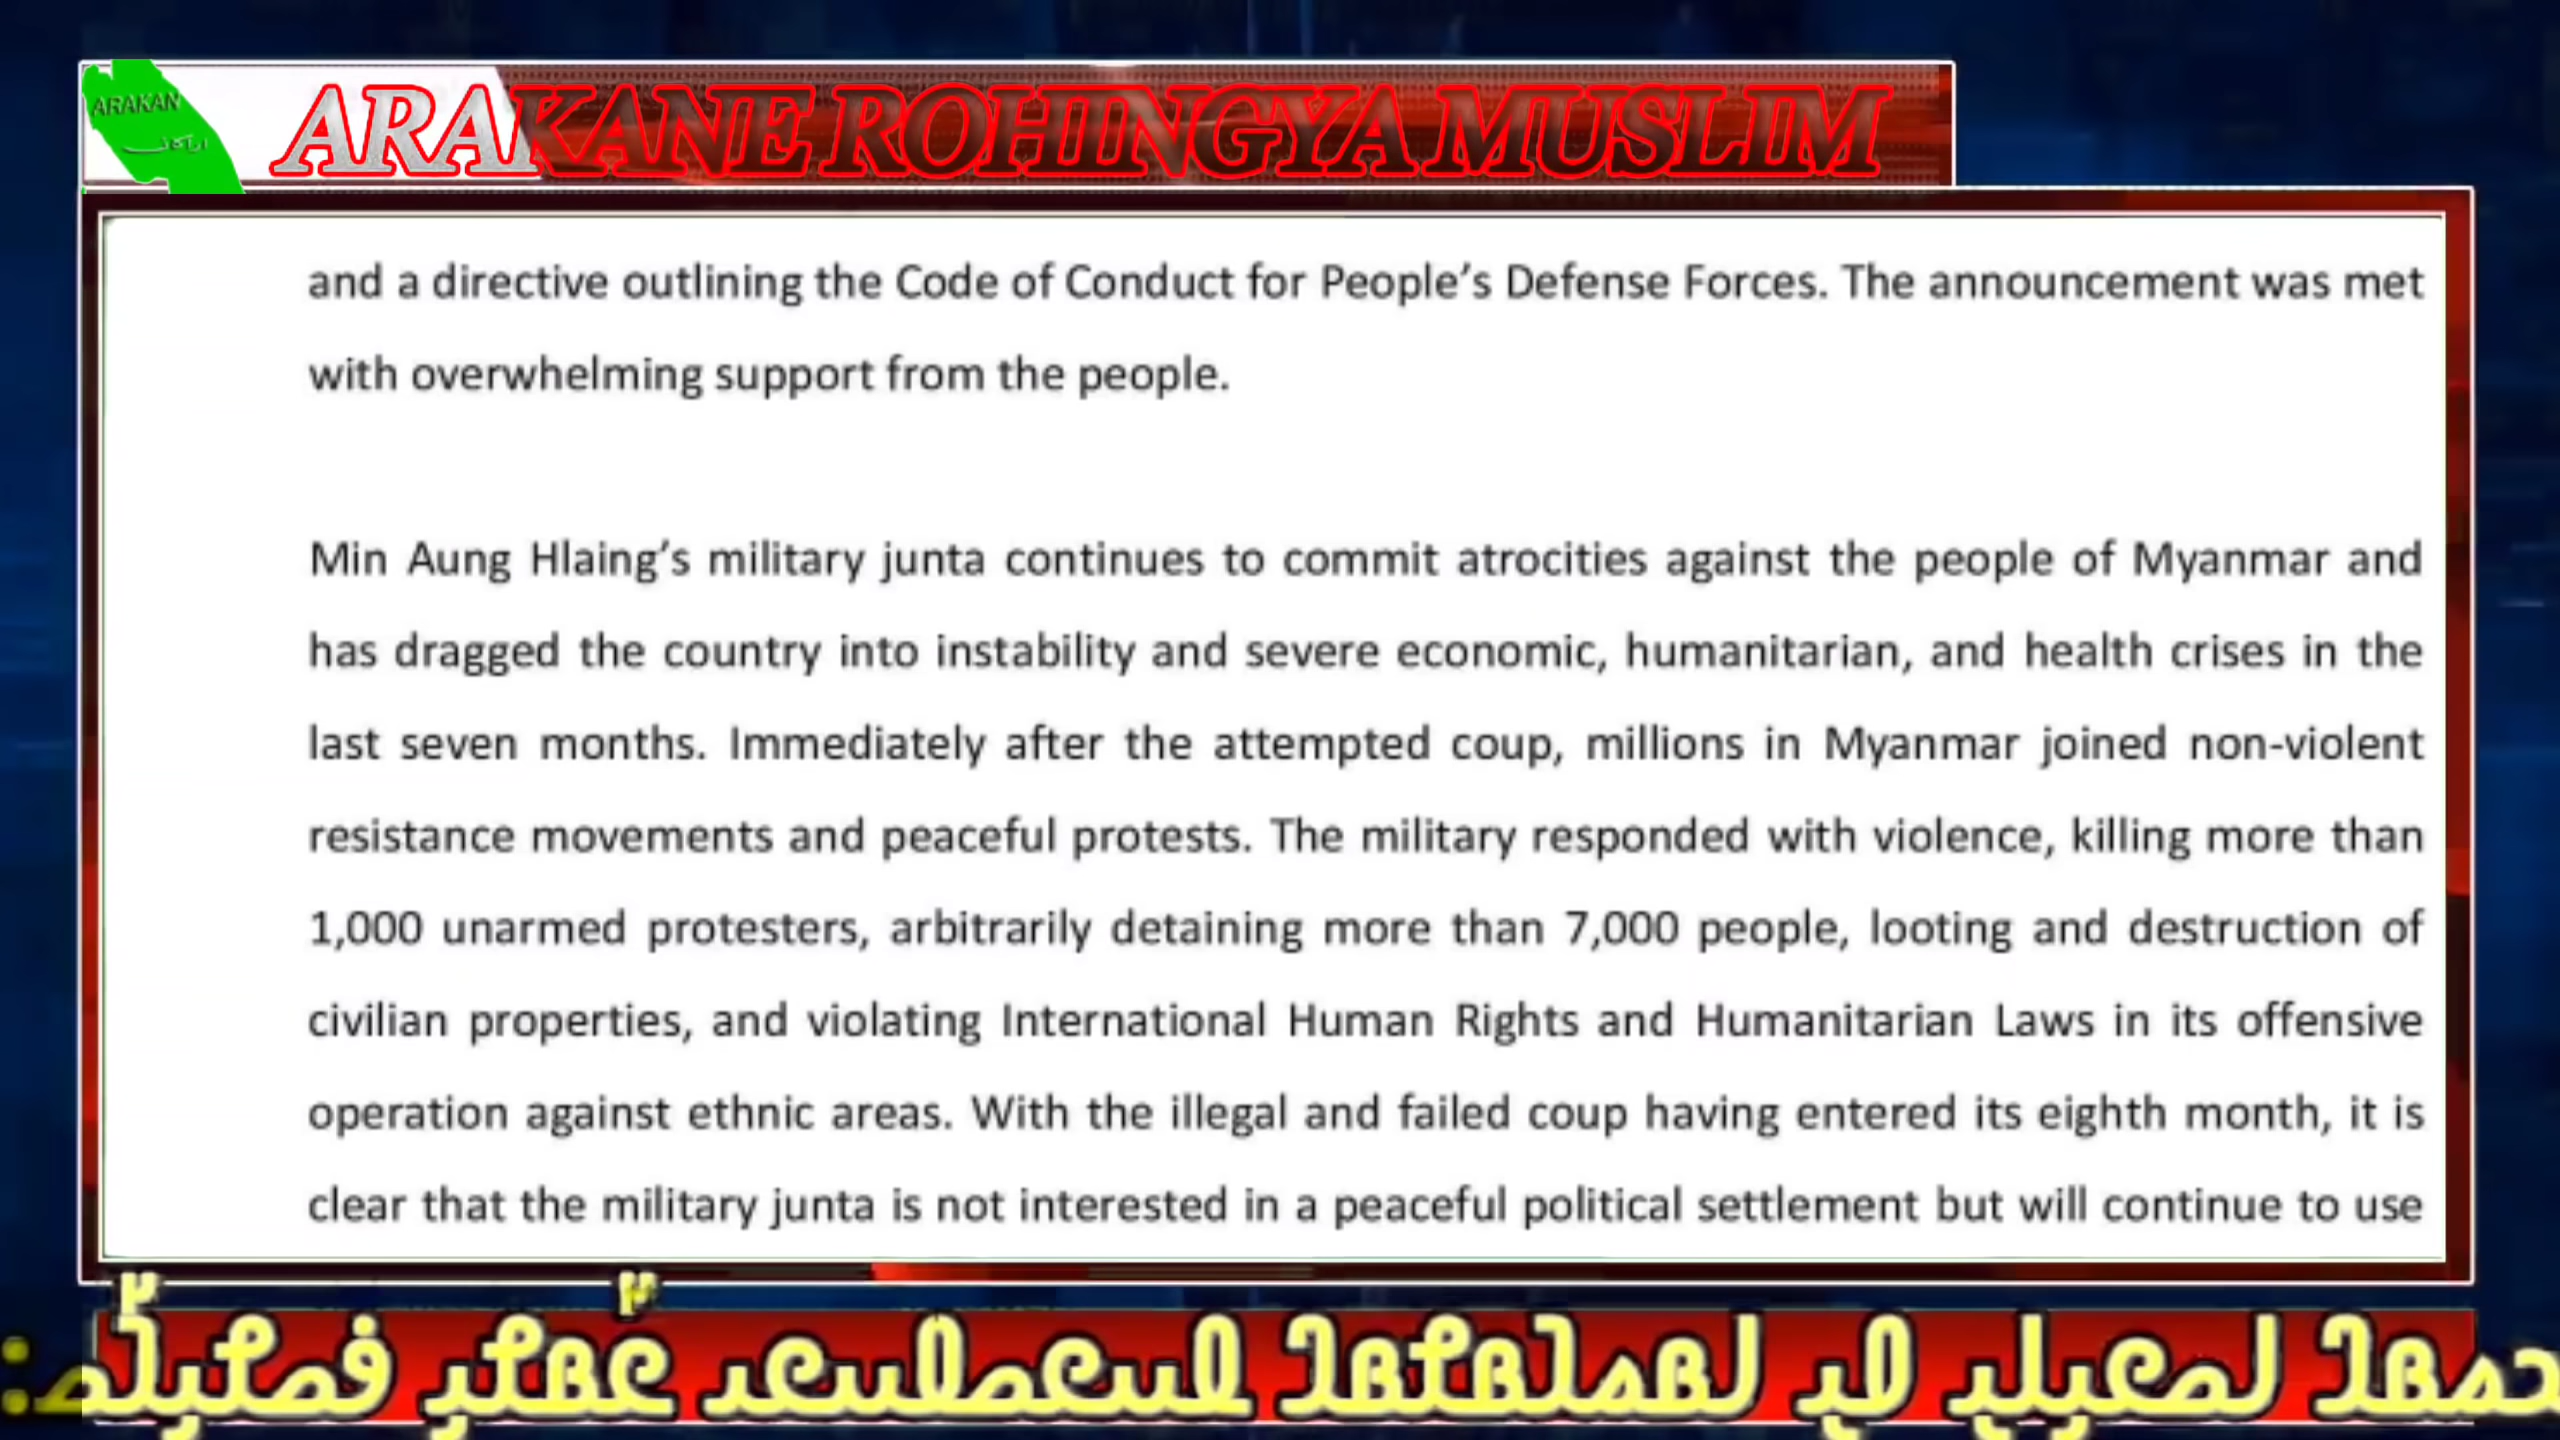 ARAKAN
اراكان
ARAKANE ROHINGYA MUSLIM
and a directive outlining the Code of Conduct for People’s Defense Forces. The announcement was met
with overwhelming support from the people.
Min Aung Hlaing’s military junta continues to commit atrocities against the people of Myanmar and
has dragged the country into instability and severe economic, humanitarian, and health crises in the
last seven months. Immediately after the attempted coup, millions in Myanmar joined non-violent
resistance movements and peaceful protests. The military responded with violence, killing more than
1,000 unarmed protesters, arbitrarily detaining more than 7,000 people, looting and destruction of
civilian properties, and violating International Human Rights and Humanitarian Laws in its offensive
operation against ethnic areas. With the illegal and failed coup having entered its eighth month, it is
clear that the military junta is not interested in a peaceful political settlement but will continue to use